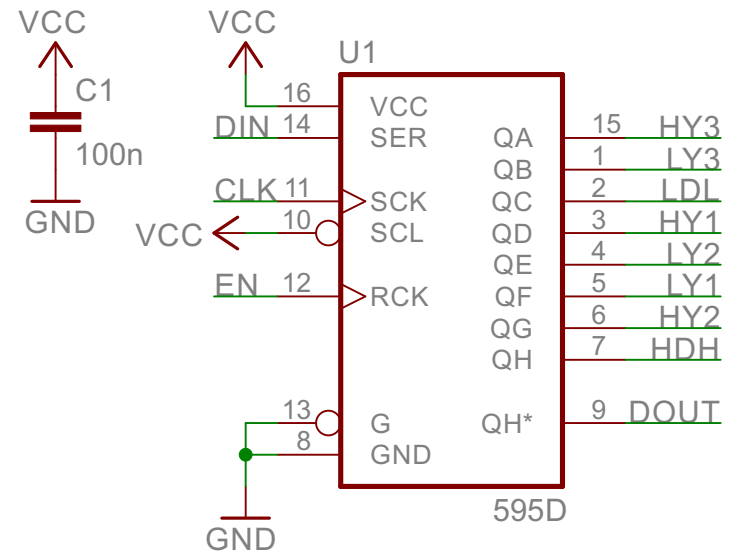 VCC
VCC
U1
C1
100n
GND
16
VCC
DIN 14
SER
CLK 11
SCK
VCC
10
SCL
EN 12
RCK
13
G
8
GND
GND
QA 15 HY3
QB 1 LY3
QC 2 LDL
QD 3 HY1
QE 4 LY2
QF 5 LY1
QG 6 HY2
QH 7 HDH
QH* 9 DOUT
595D